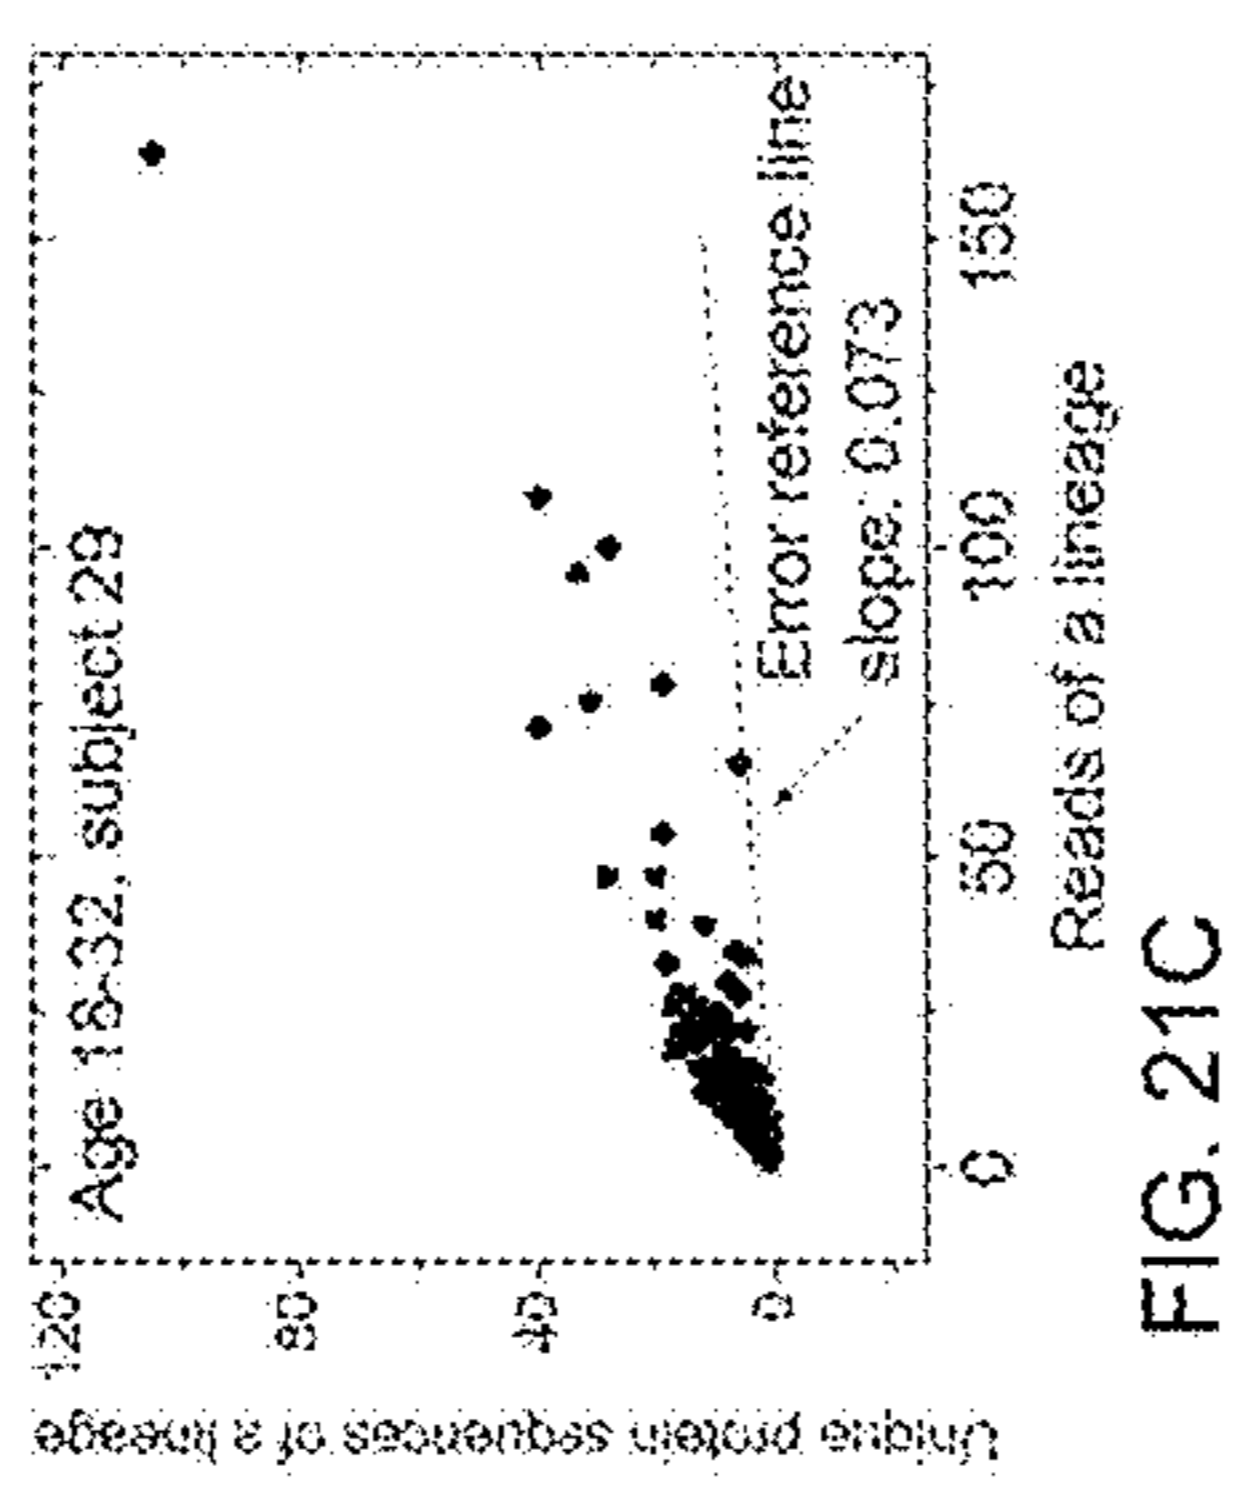 Age 18-32, subject 29
Unique protein sequences of a lineage
120
80
40
0
Error reference line
slope: 0.073
0
50
100
150
Reads of a lineage
FIG. 21C